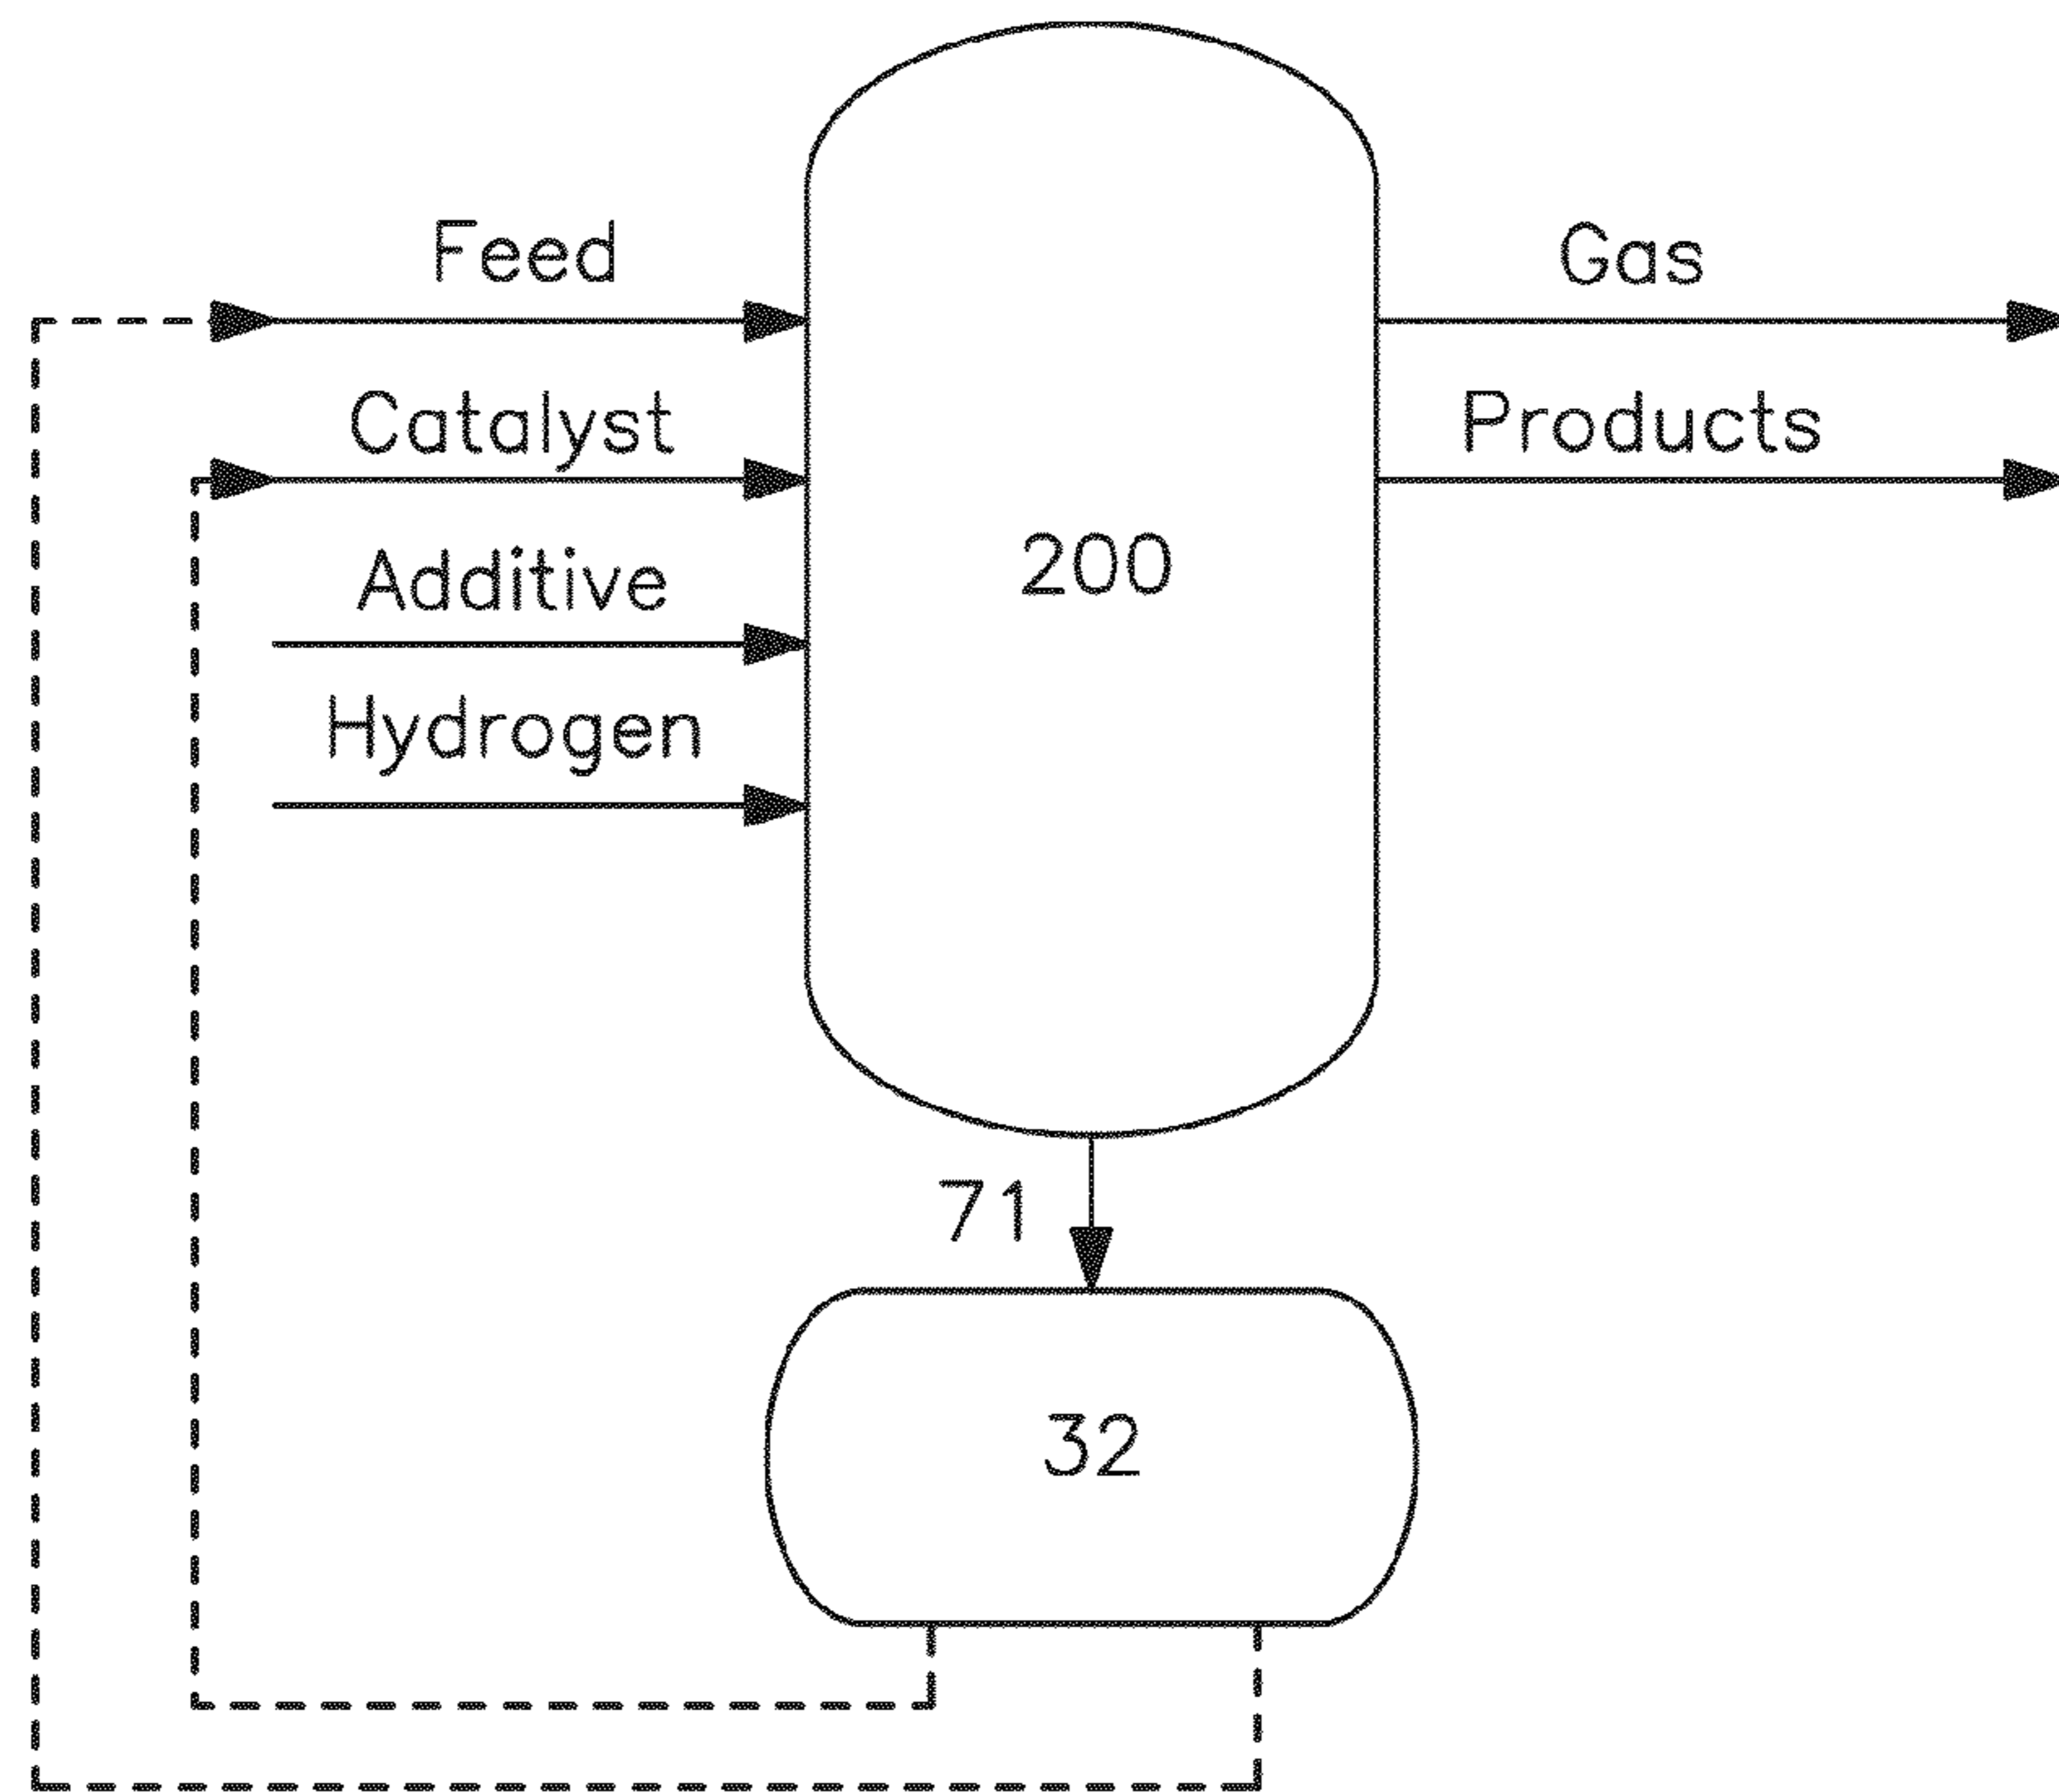 Feed
Gas
Catalyst
Products
200
Additive
Hydrogen
71
32